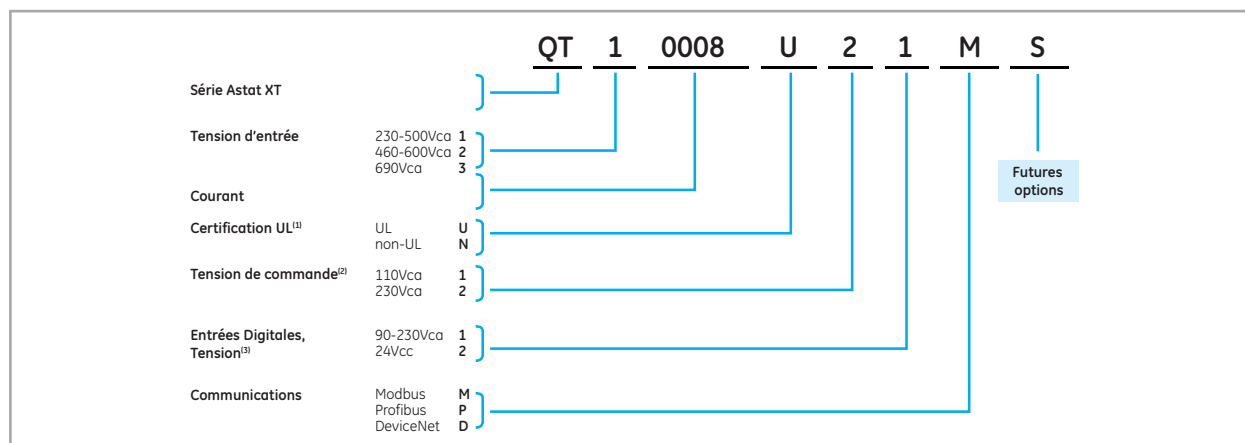 QT 1 0008 U 2 1 M S
Série Astat XT
Tension d'entrée 230-500Vca 1
460-600Vca 2
690Vca 3
Futures
options
Courant
Certification UL(1) UL U
non-UL N
Tension de commande(2) 110Vca 1
230Vca 2
Entrées Digitales, 90-230Vca 1
Tension(3) 24Vcc 2
Communications Modbus M
Profibus P
DeviceNet D